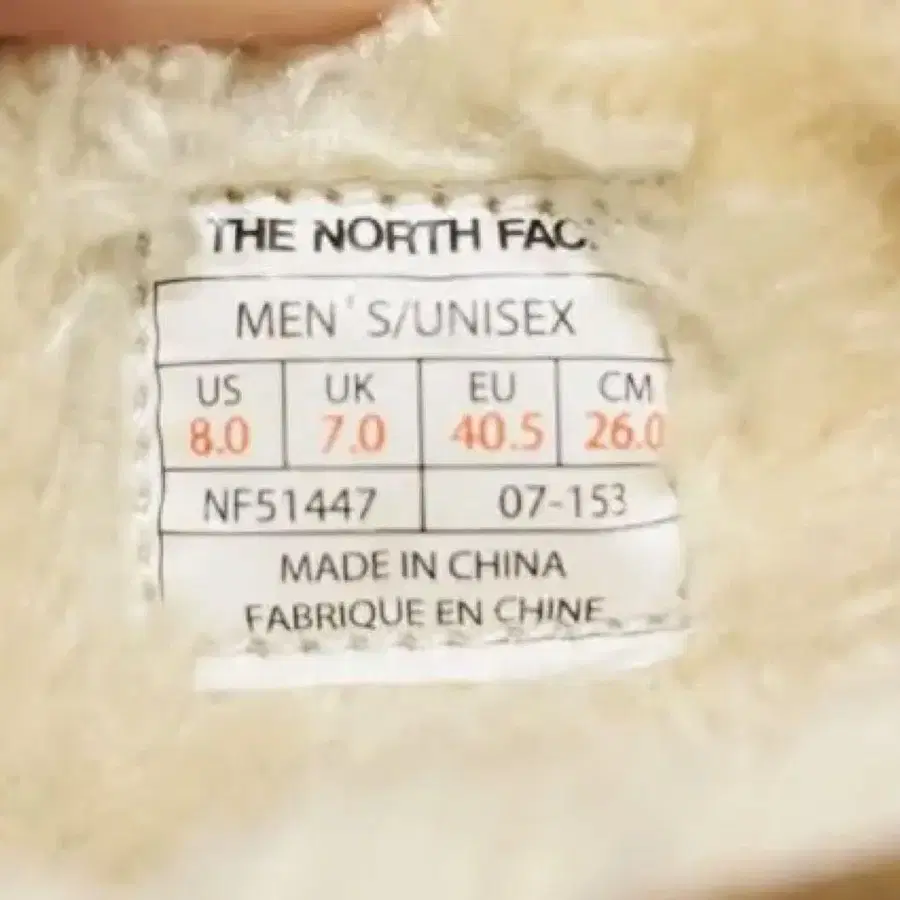 THE NORTH FAC
MEN'S/UNISEX
US UK EU CM
8.0 7.0 40.5 26.0
NF51447 07-153
MADE IN CHINA
FABRIQUE EN CHINE